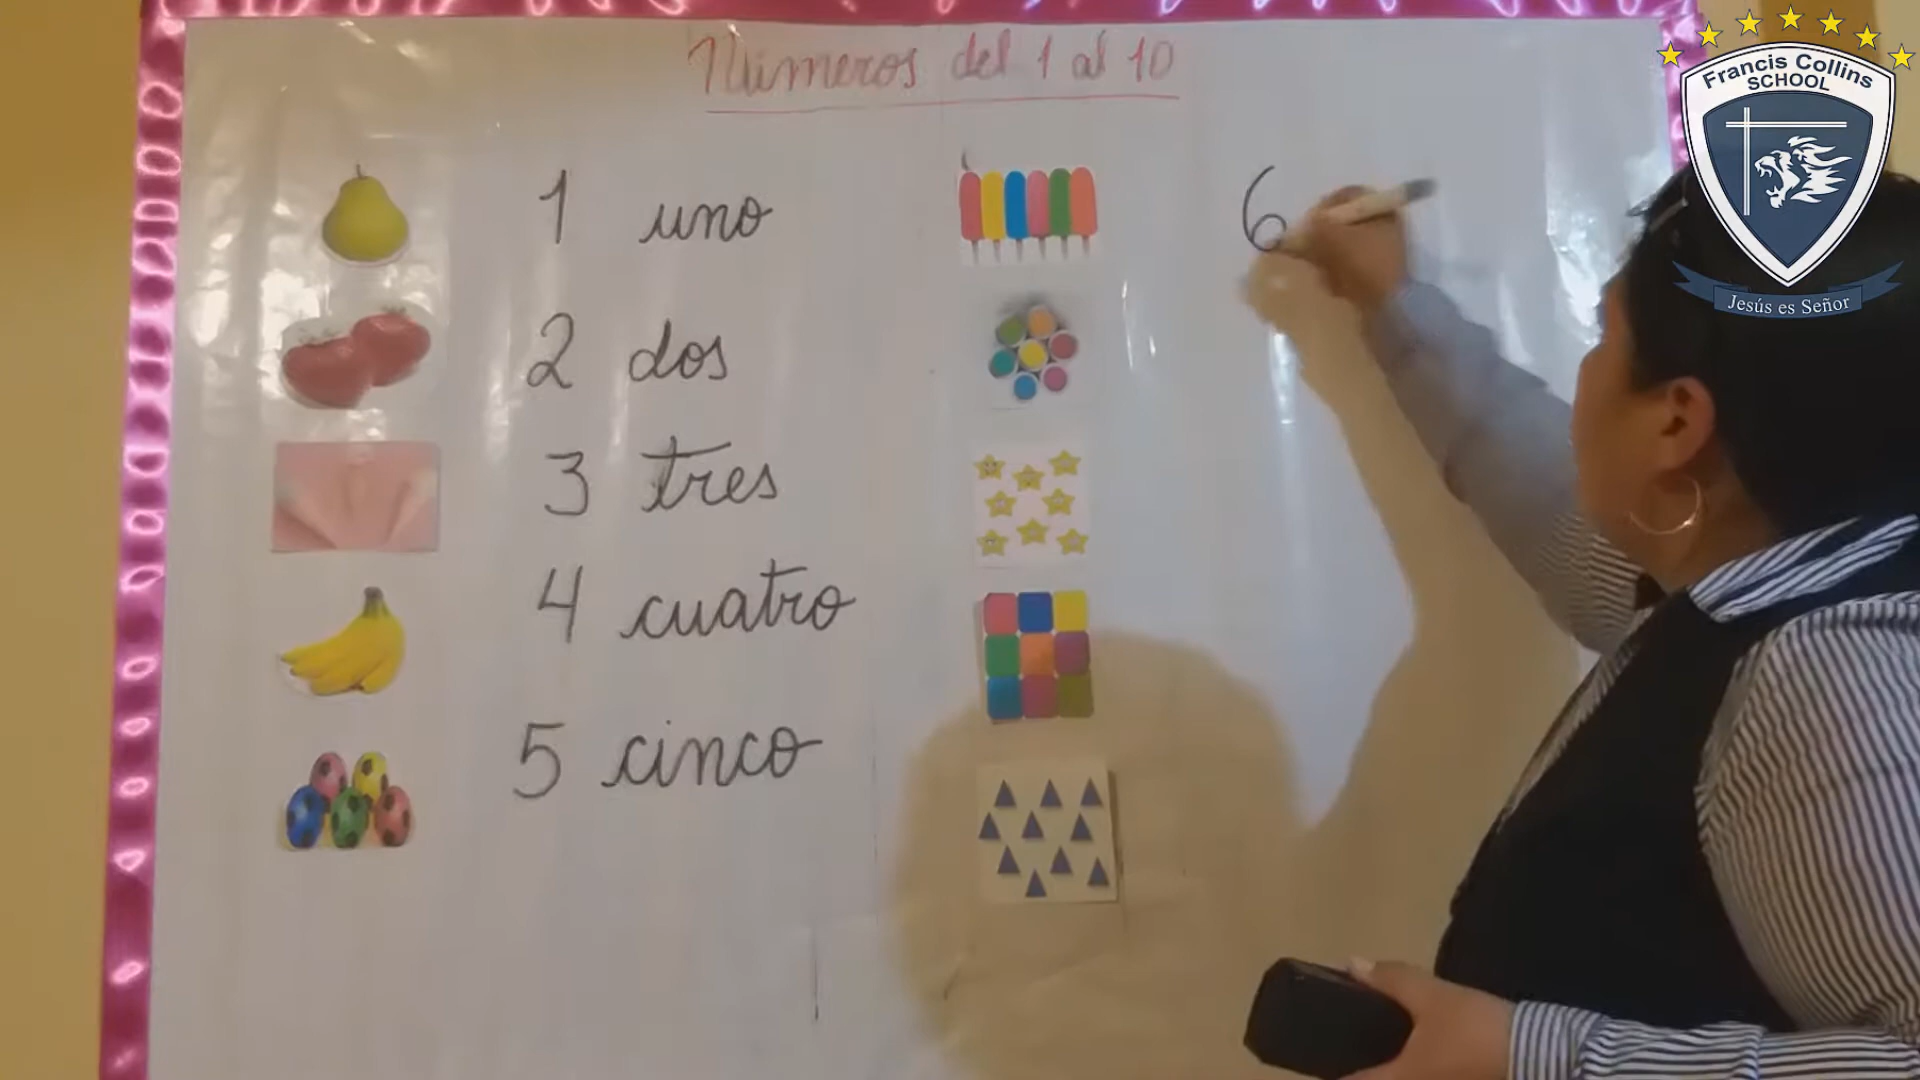 Números del 1 al 10
1 uno
2 dos
3 tres
4 cuatro
5 cinco
6
Francis Collins
SCHOOL
Jesús es Señor